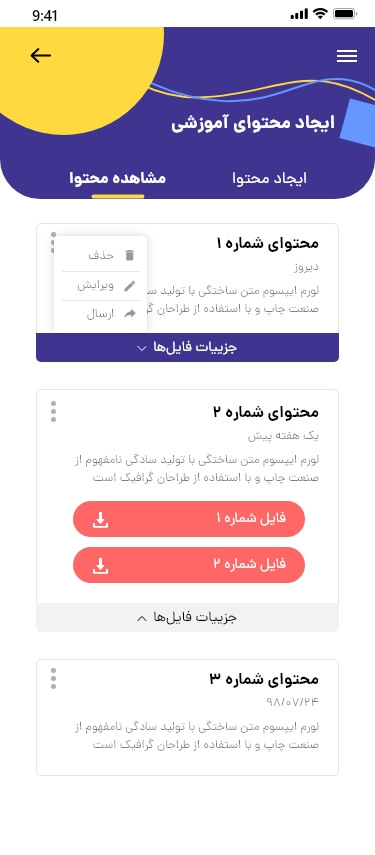 9:41
ایجاد محتوای آموزشی
ایجاد محتوا
مشاهده محتوا
محتوای شماره ۱
دیروز
لورم ایپسوم متن ساختگی با تولید
صنعت چاپ و با استفاده از طراحان
حذف
ویرایش
ارسال
جزییات فایل‌ها
محتوای شماره ۲
یک هفته پیش
لورم ایپسوم متن ساختگی با تولید سادگی نامفهوم از
صنعت چاپ و با استفاده از طراحان گرافیک است
فایل شماره ۱
فایل شماره ۲
جزییات فایل‌ها
محتوای شماره ۳
۹۸/۰۷/۲۴
لورم ایپسوم متن ساختگی با تولید سادگی نامفهوم از
صنعت چاپ و با استفاده از طراحان گرافیک است